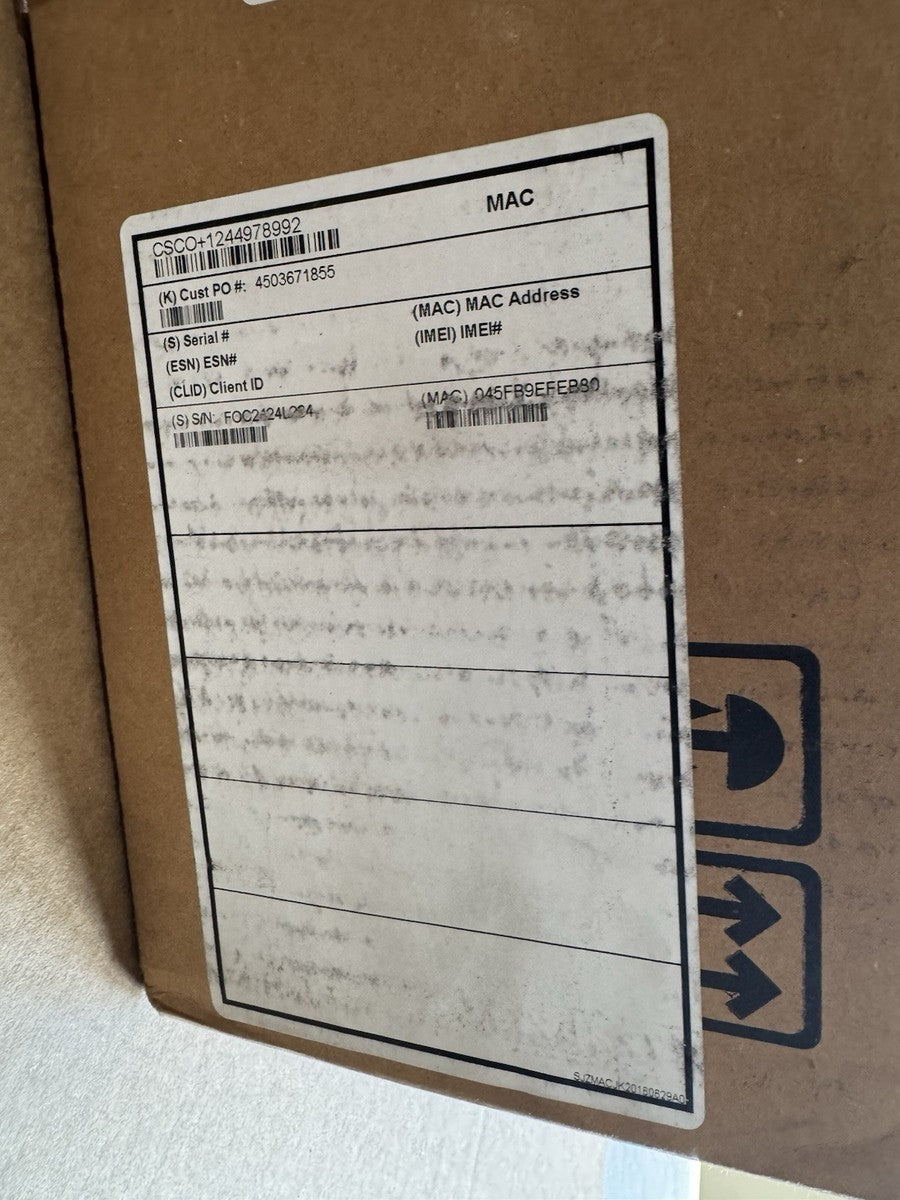 MAC
CSCO+1244978992
(K) Cust PO #: 4503671855
(S) Serial #
(MAC) MAC Address
(ESN) ESN#
(IMEI) IMEI#
(CLID) Client ID
(S) S/N:
(MAC) 045FB9EFEB80